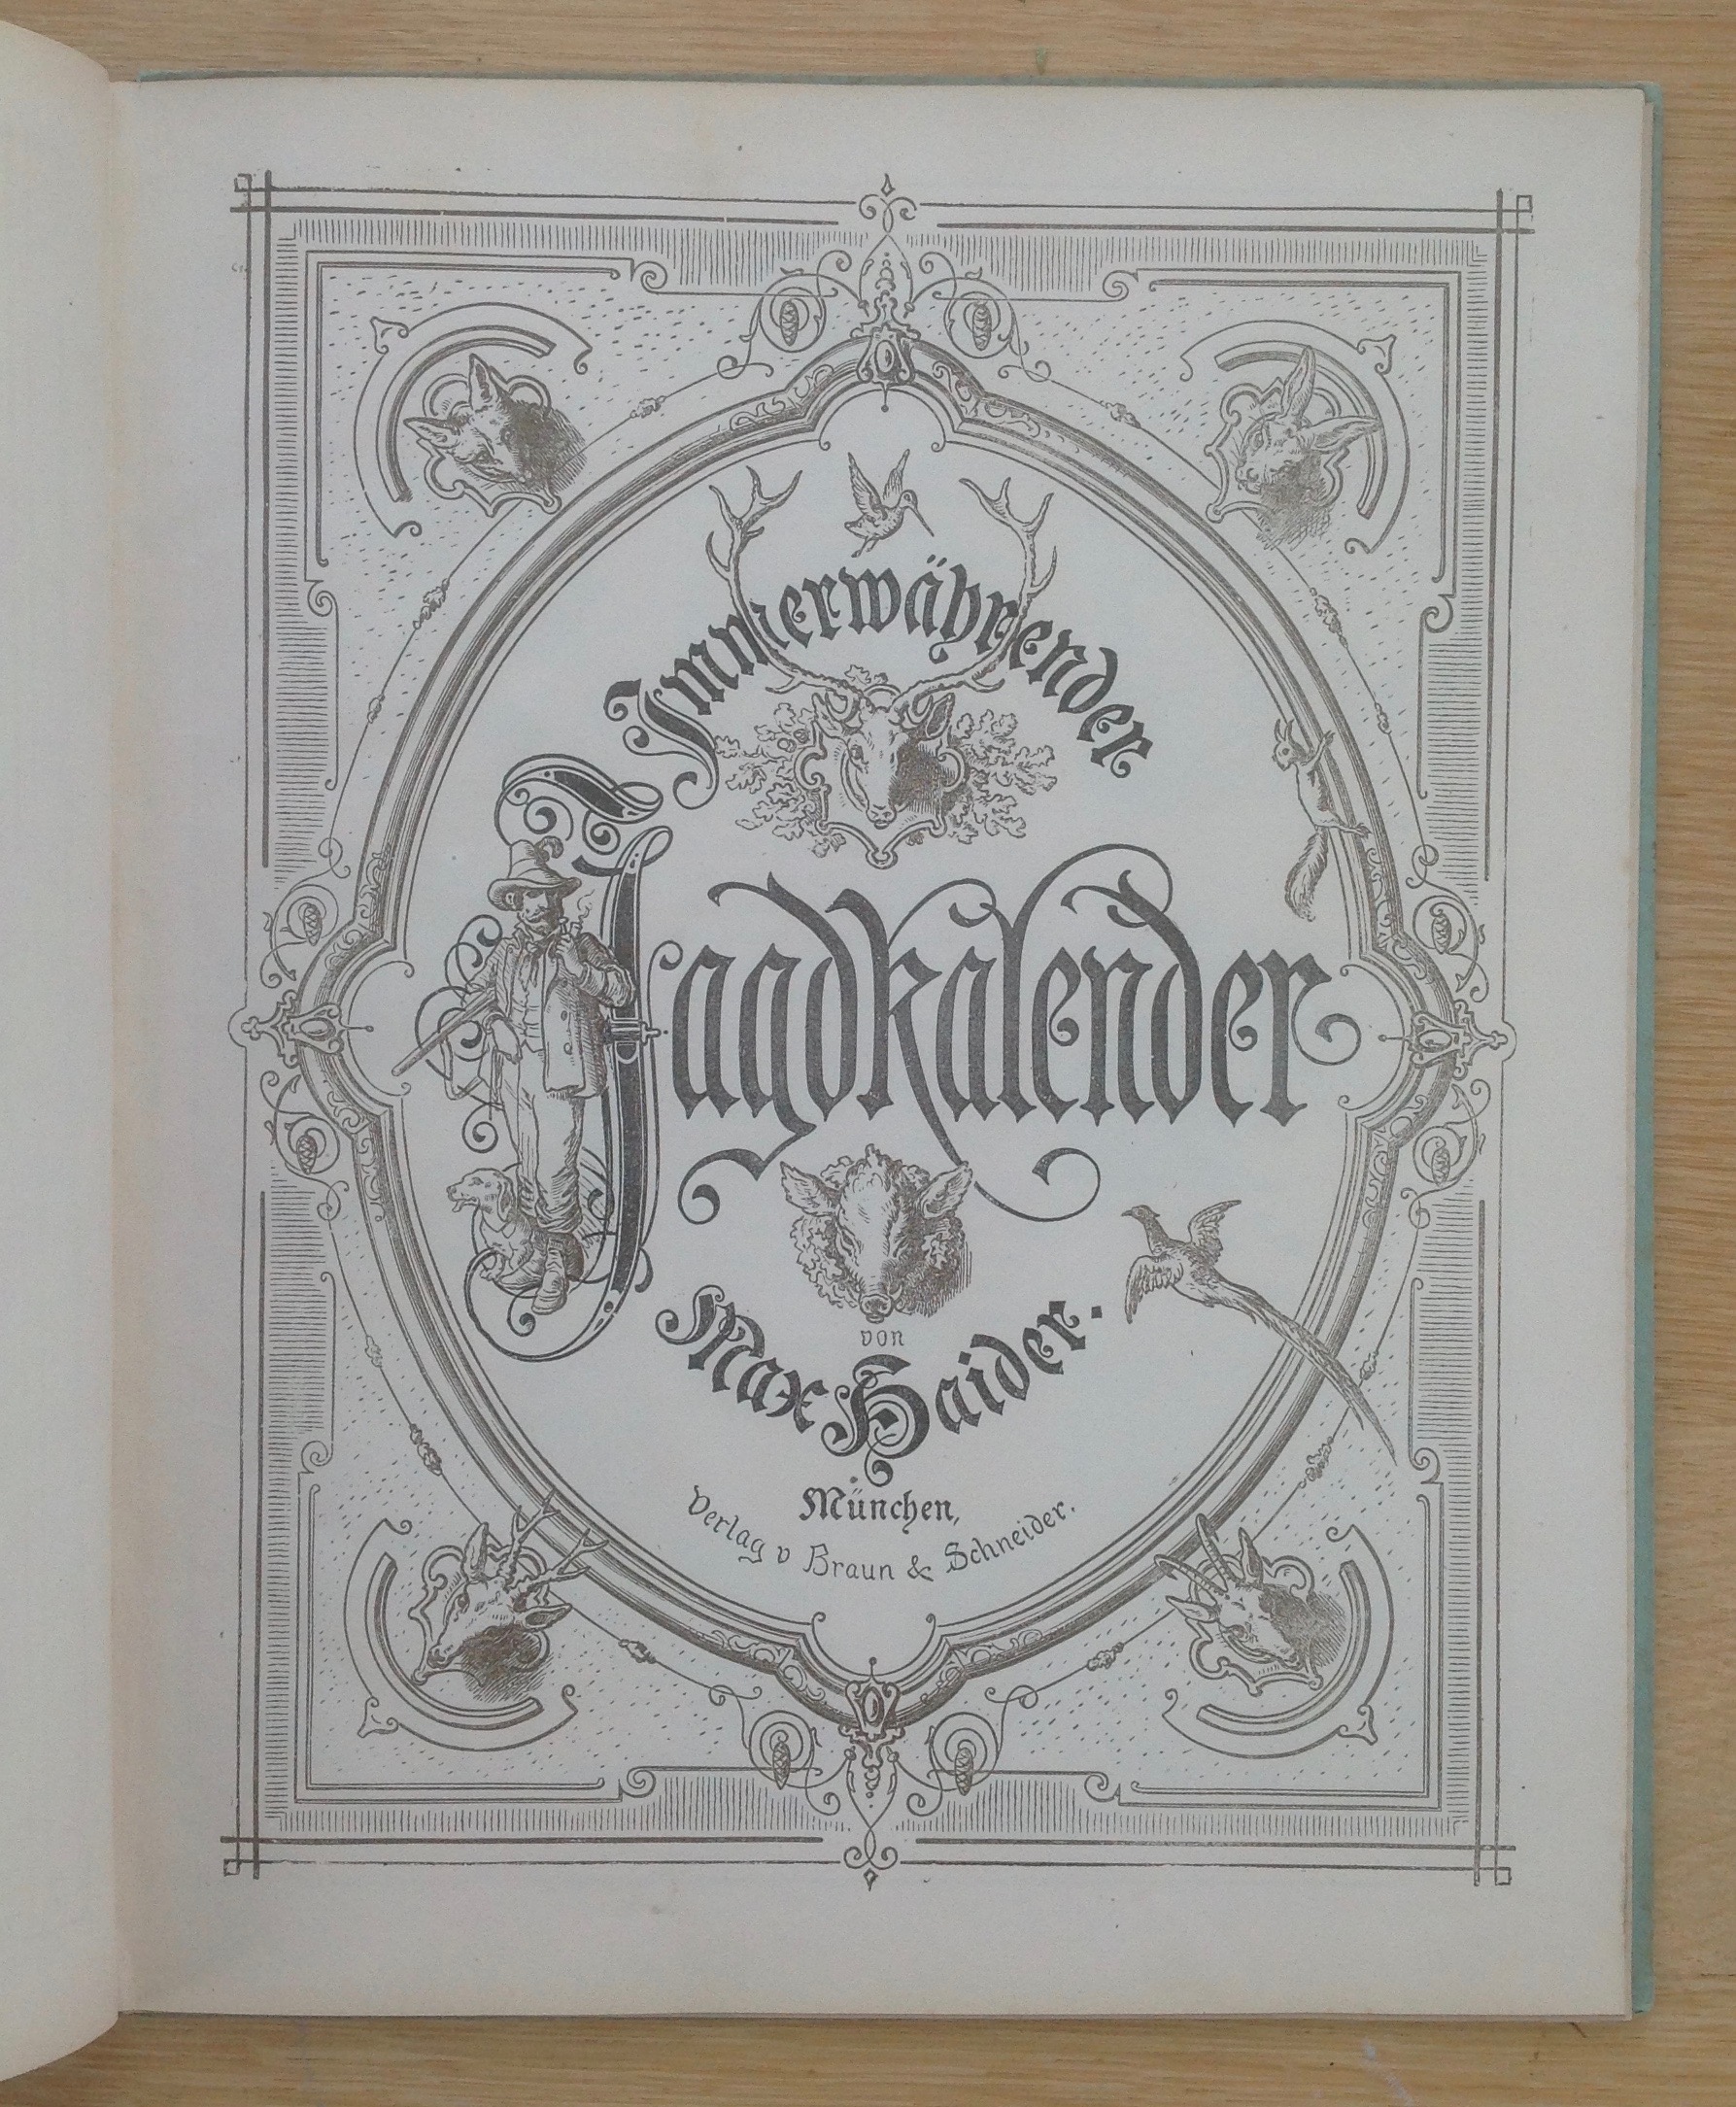 Immerwährender
Jagdkalender
von
Max Haider.
München,
Verlag v Braun & Schneider.